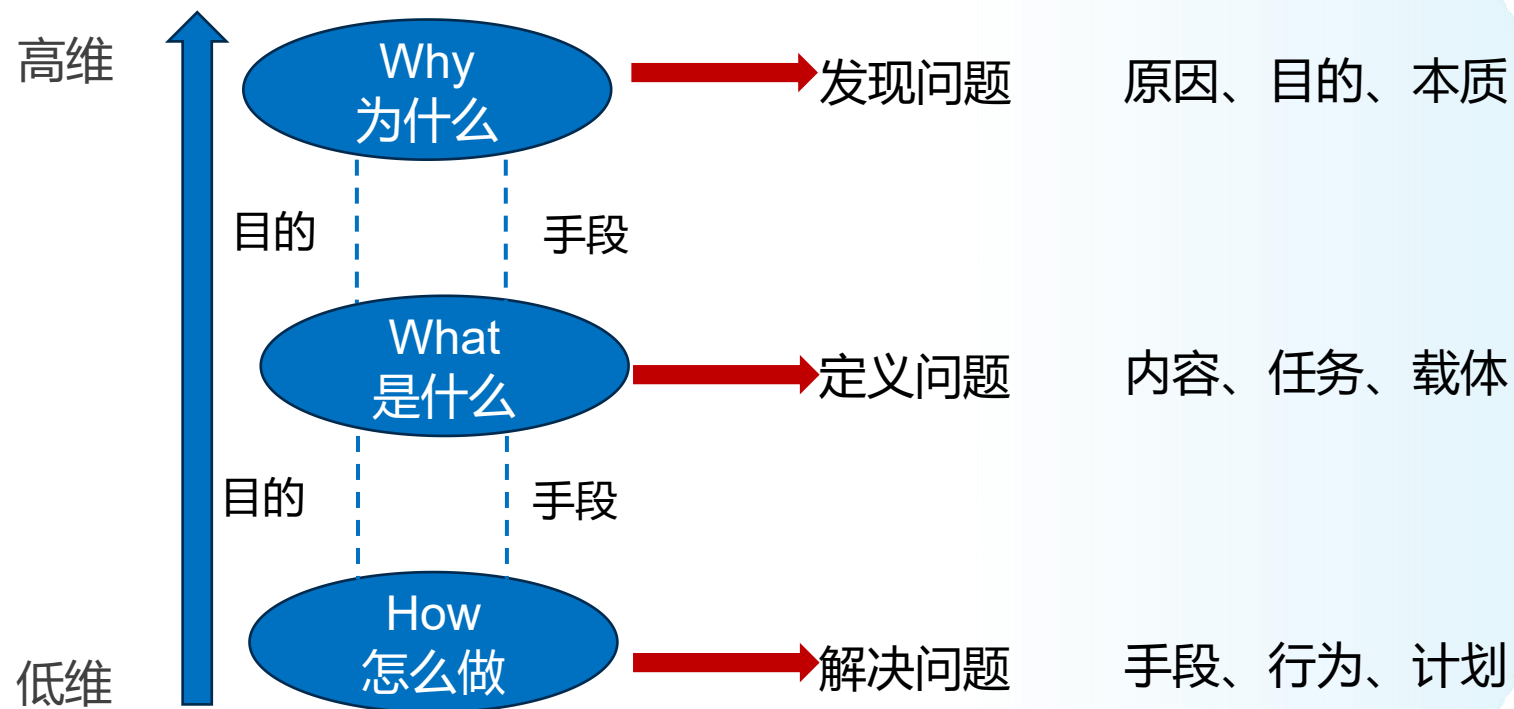 高维
Why
为什么
发现问题
原因、目的、本质
目的
手段
What
是什么
定义问题
内容、任务、载体
目的
手段
How
怎么做
解决问题
手段、行为、计划
低维